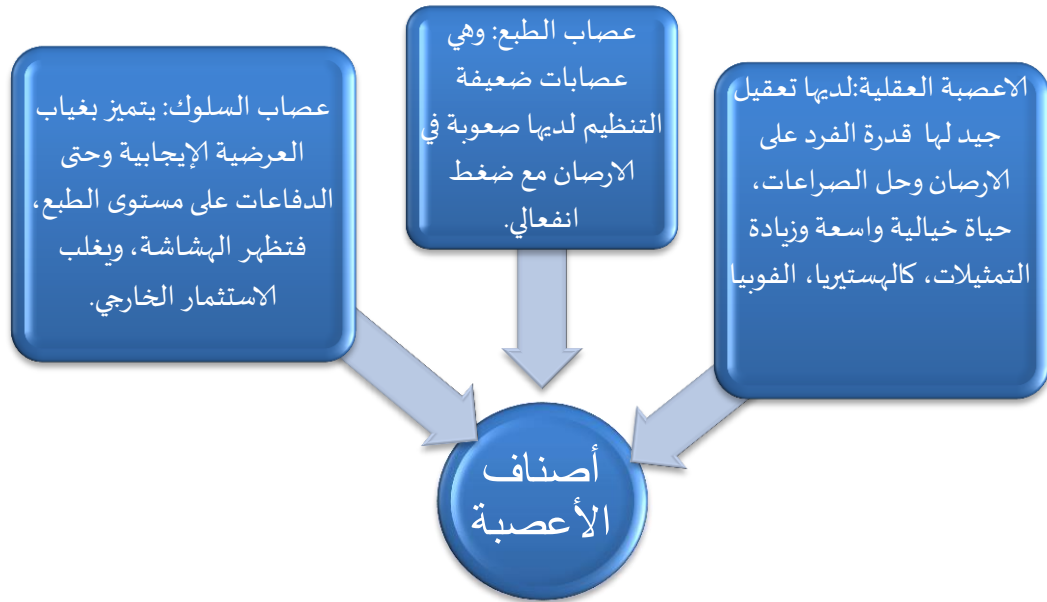 الاعصبة العقلية:لديها تعقيل
جيد لها قدرة الفرد على
الارصان وحل الصراعات،
حياة خيالية واسعة وزيادة
التمثيلات، كالهستيريا، الفوبيا
عصاب الطبع: وهي
عصابات ضعيفة
التنظيم لديها صعوبة في
الارصان مع ضغط
انفعالي.
عصاب السلوك: يتميز بغياب
العرضية الإيجابية وحتى
الدفاعات على مستوى الطبع،
فتظهر الهشاشة، ويغلب
الاستثمار الخارجي.
أصناف
الأعصبة